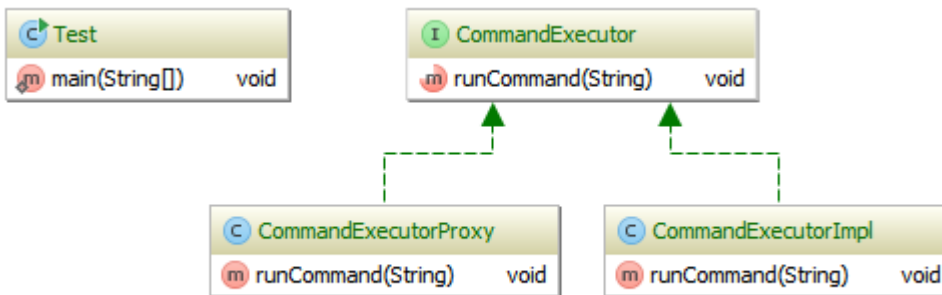 C Test
m main(String[]) void
I CommandExecutor
m runCommand(String) void
C CommandExecutorProxy
m runCommand(String) void
C CommandExecutorImpl
m runCommand(String) void